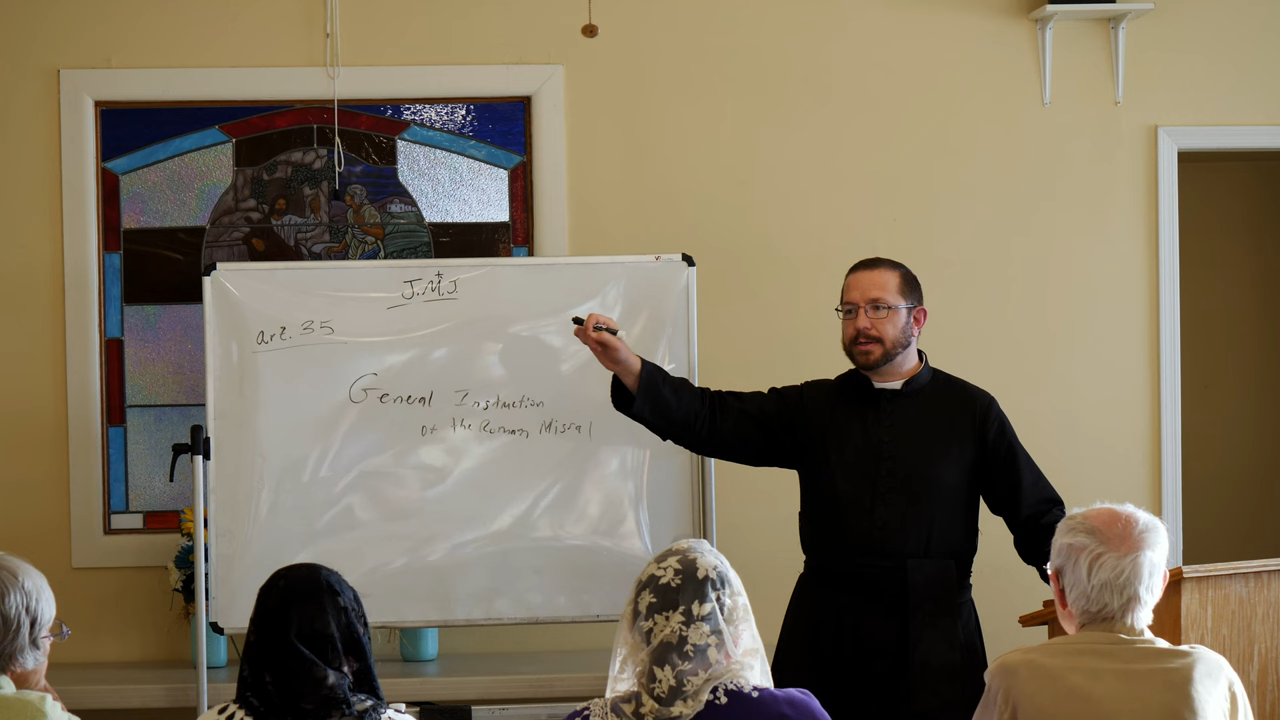 J.M.J.
art. 35
General Instruction
of the Roman Missal